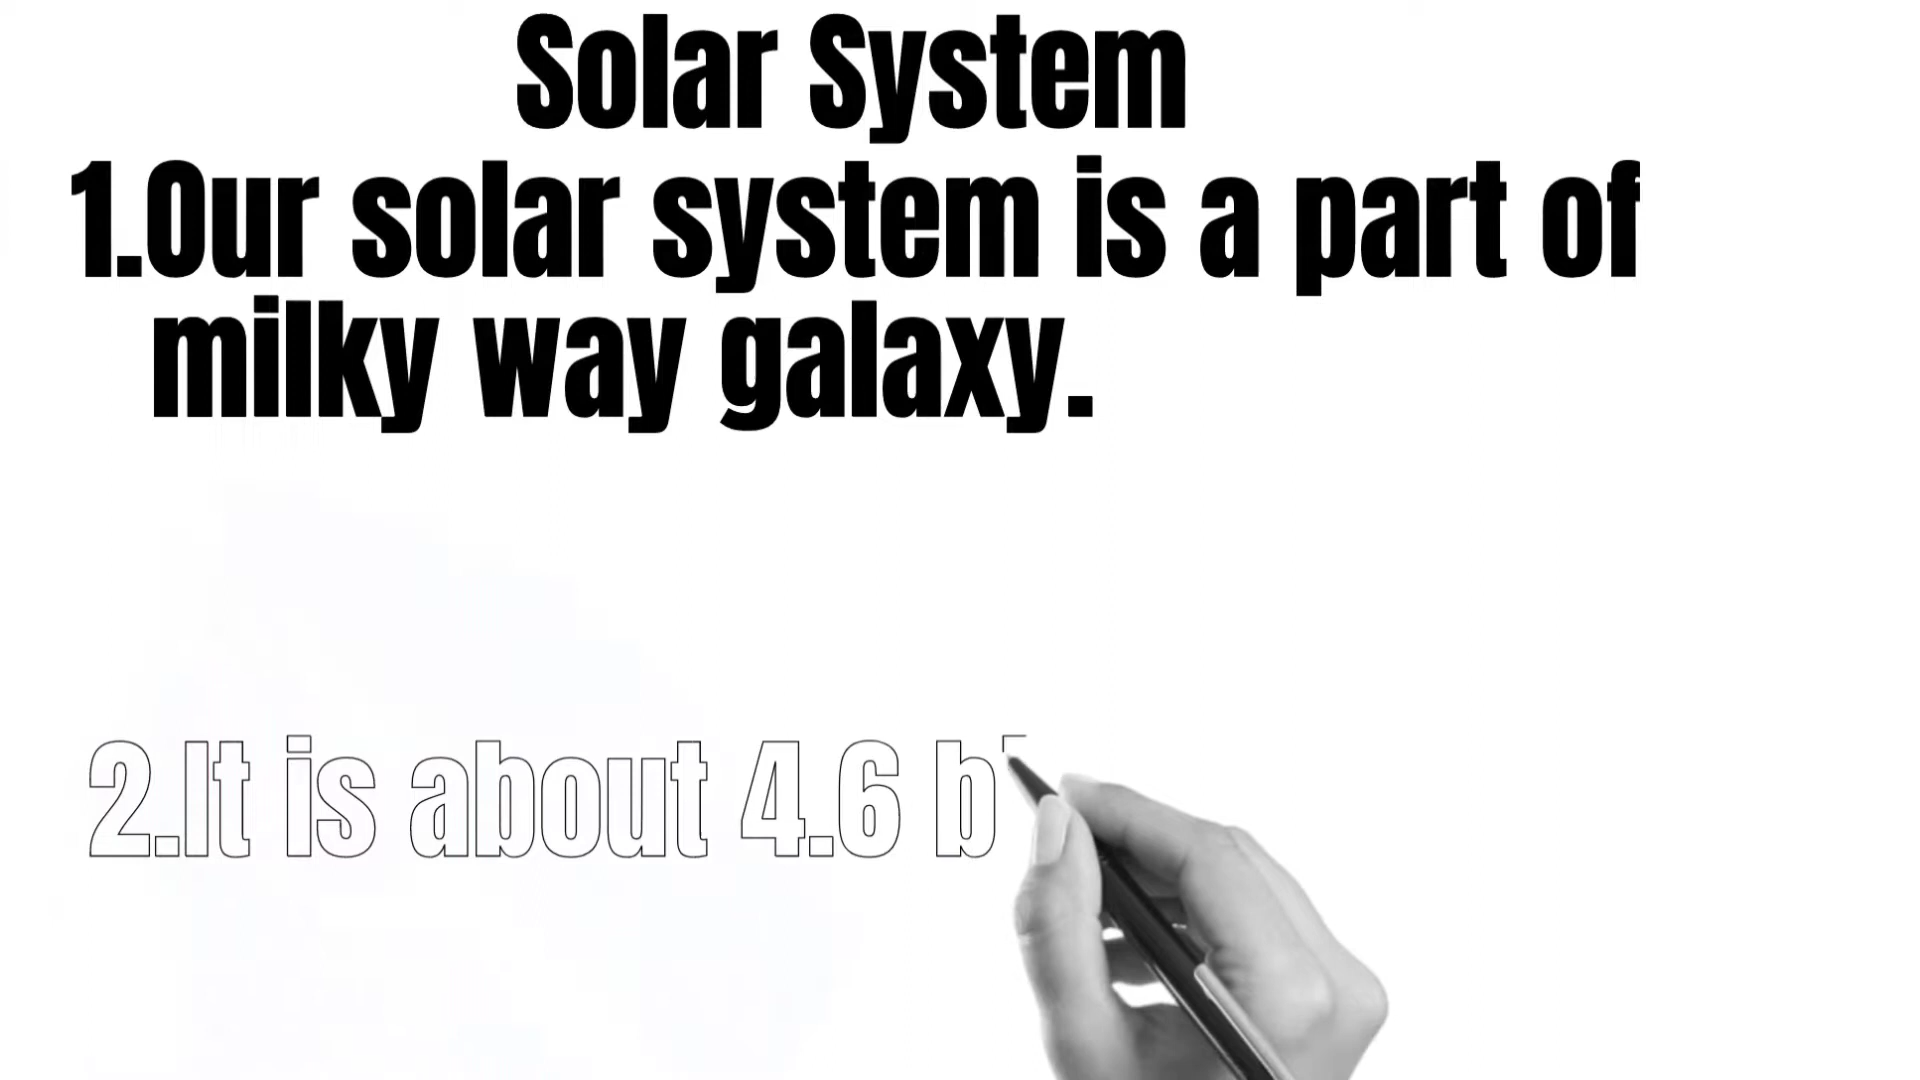 Solar System
1.Our solar system is a part of
milky way galaxy.
2.It is about 4.6 b